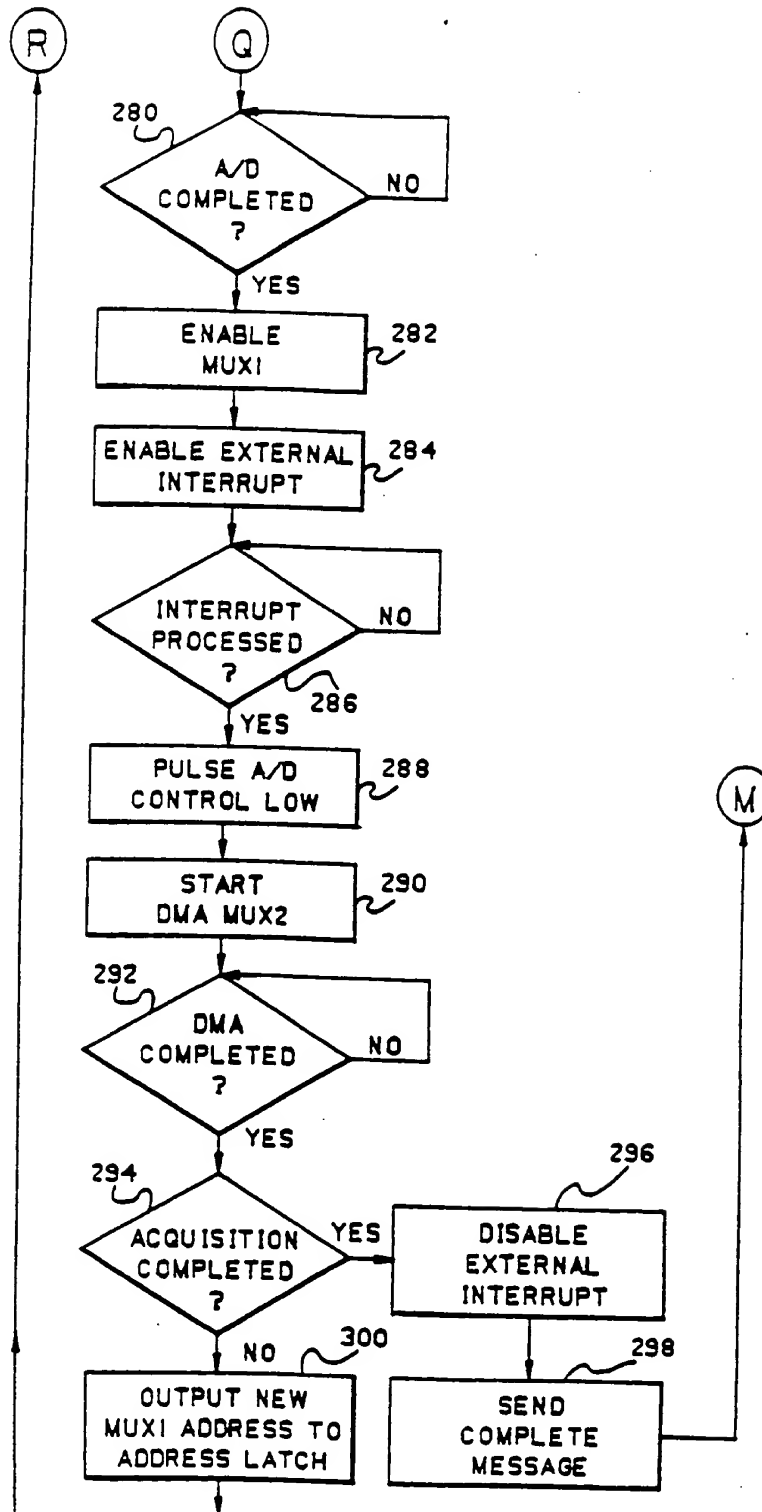 R
Q
280
A/D
COMPLETED
?
NO
YES
ENABLE
MUX1
282
ENABLE EXTERNAL
INTERRUPT
284
INTERRUPT
PROCESSED
?
NO
286
YES
PULSE A/D
CONTROL LOW
288
M
START
DMA MUX2
290
292
DMA
COMPLETED
?
NO
YES
294
ACQUISITION
COMPLETED
?
YES
296
DISABLE
EXTERNAL
INTERRUPT
NO
300
OUTPUT NEW
MUX1 ADDRESS TO
ADDRESS LATCH
298
SEND
COMPLETE
MESSAGE